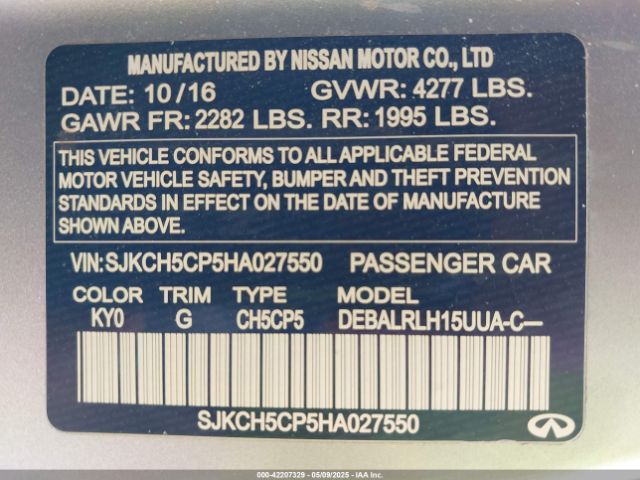 MANUFACTURED BY NISSAN MOTOR CO., LTD
DATE: 10/16 GVWR: 4277 LBS.
GAWR FR: 2282 LBS. RR: 1995 LBS.
THIS VEHICLE CONFORMS TO ALL APPLICABLE FEDERAL
MOTOR VEHICLE SAFETY, BUMPER AND THEFT PREVENTION
STANDARDS IN EFFECT ON THE DATE OF MANUFACTURE
SHOWN ABOVE.
VIN:SJKCH5CP5HA027550 PASSENGER CAR
COLOR TRIM TYPE MODEL
KY0 G CH5CP5 DEBALRLH15UUA-C—
SJKCH5CP5HA027550
000-42207329 - 05/09/2025 - IAAI.COM